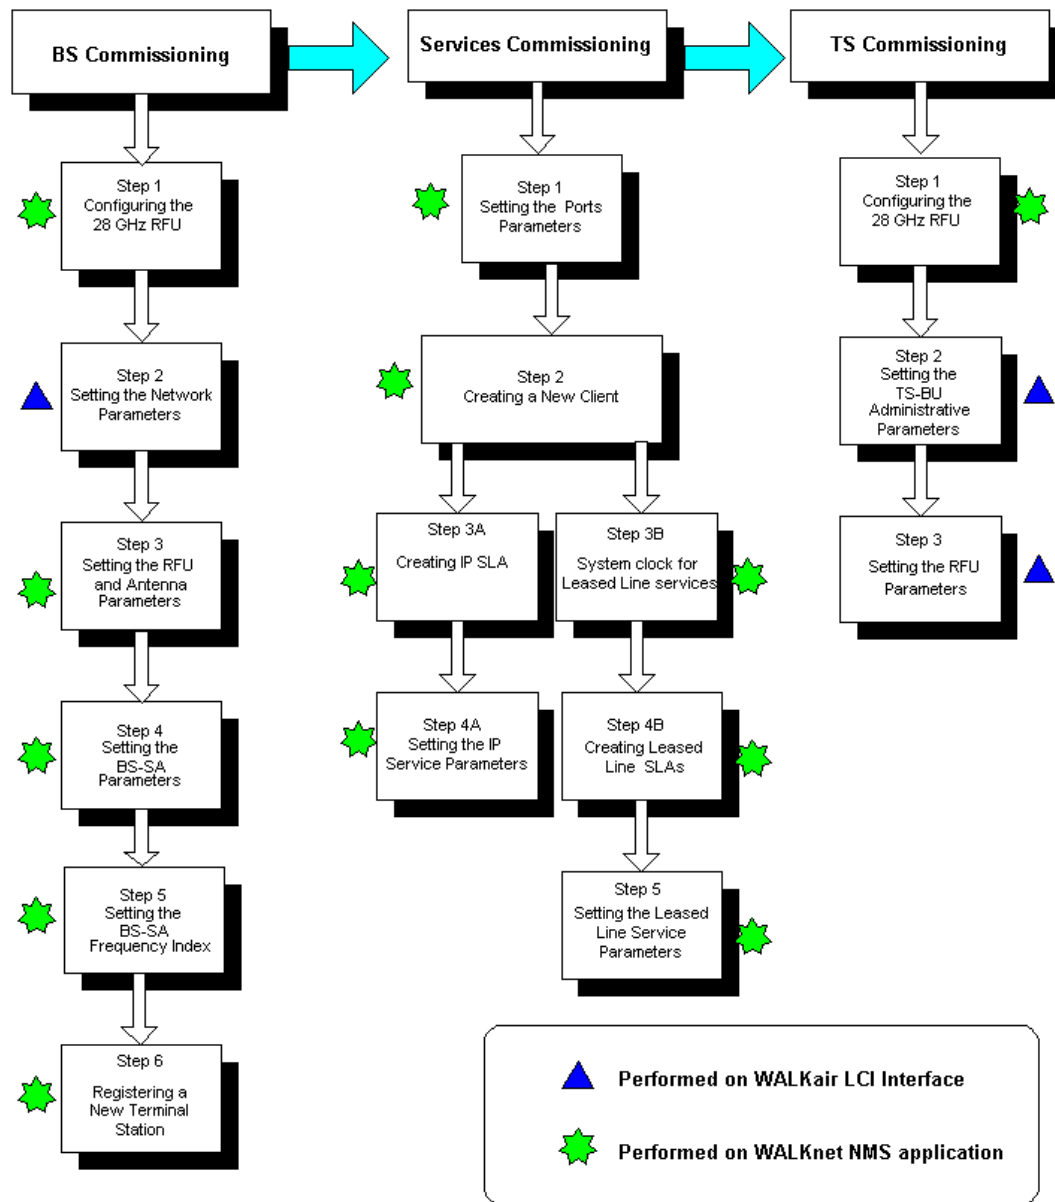 BS Commissioning
Step 1
Configuring the
28 GHz RFU
Step 2
Setting the Network
Parameters
Step 3
Setting the RFU
and Antenna
Parameters
Step 4
Setting the
BS-SA
Parameters
Step 5
Setting the
BS-SA
Frequency Index
Step 6
Registering a
New Terminal
Station
Services Commissioning
Step 1
Setting the Ports
Parameters
Step 2
Creating a New Client
Step 3A
Creating IP SLA
Step 4A
Setting the IP
Service Parameters
Step 3B
System clock for
Leased Line services
Step 4B
Creating Leased
Line SLAs
Step 5
Setting the Leased
Line Service
Parameters
TS Commissioning
Step 1
Configuring the
28 GHz RFU
Step 2
Setting the
TS-BU
Administrative
Parameters
Step 3
Setting the RFU
Parameters
Performed on WALKair LCI Interface
Performed on WALKnet NMS application